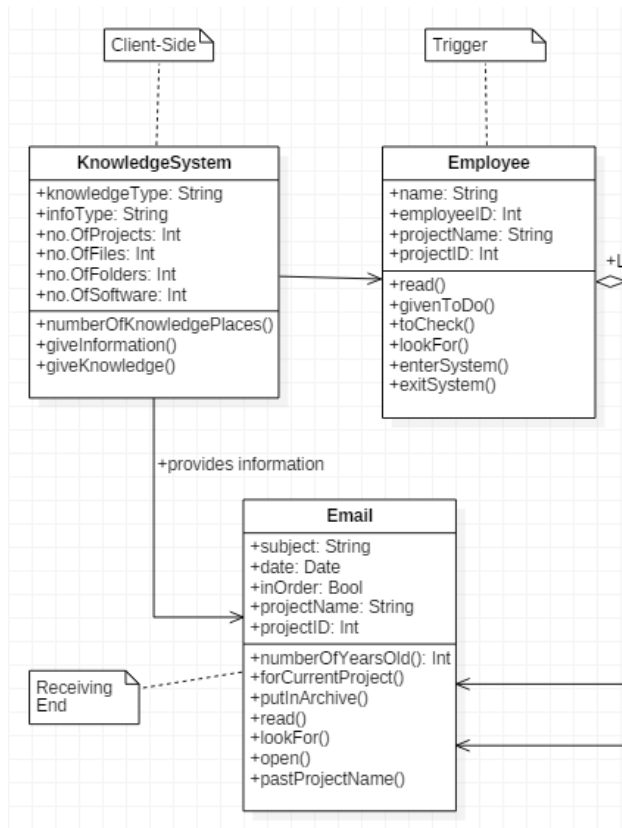 Client-Side
Trigger
KnowledgeSystem
+knowledgeType: String
+infoType: String
+no.OfProjects: Int
+no.OfFiles: Int
+no.OfFolders: Int
+no.OfSoftware: Int
+numberOfKnowledgePlaces()
+giveInformation()
+giveKnowledge()
Employee
+name: String
+employeeID: Int
+projectName: String
+projectID: Int
+read()
+givenToDo()
+toCheck()
+lookFor()
+enterSystem()
+exitSystem()
+provides information
Email
+subject: String
+date: Date
+inOrder: Bool
+projectName: String
+projectID: Int
+numberOfYearsOld(): Int
+forCurrentProject()
+putInArchive()
+read()
+lookFor()
+open()
+pastProjectName()
Receiving
End